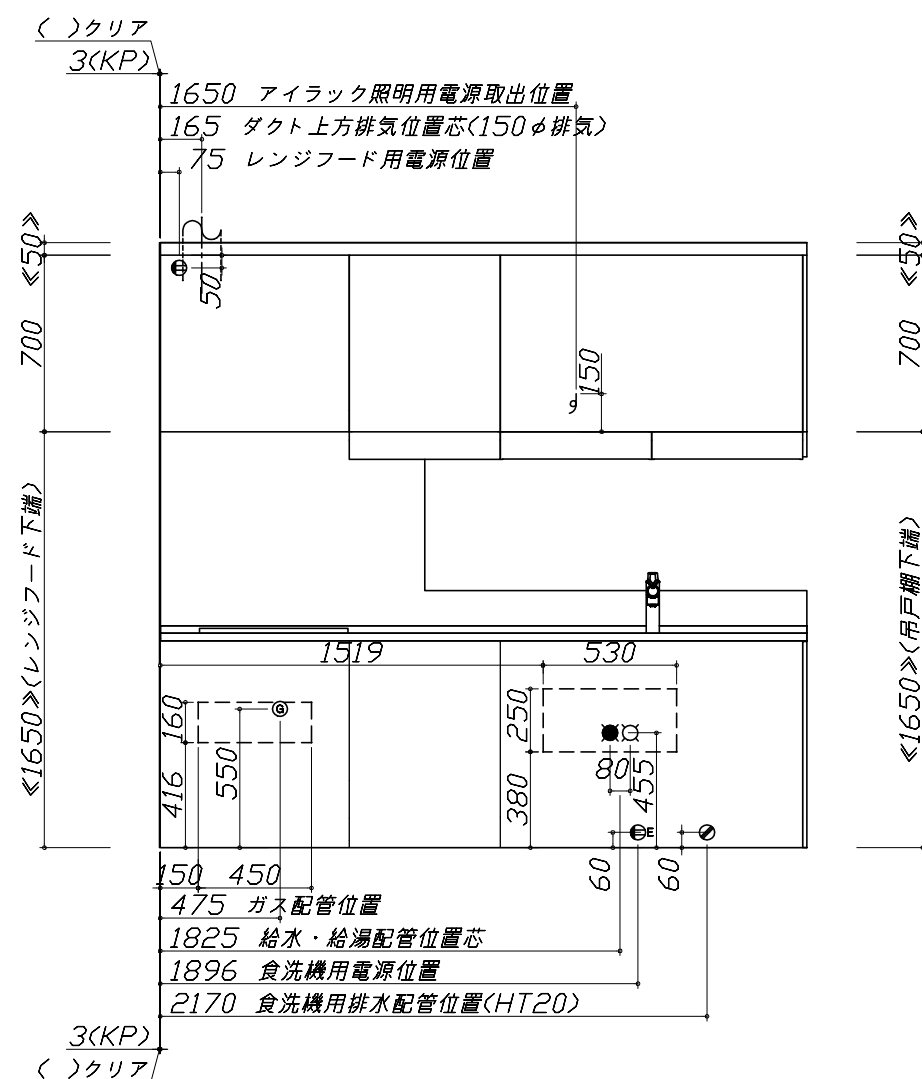 ( )クリア
3(KP)
1650 アイラック照明用電源取出位置
165 ダクト上方排気位置芯(150φ排気)
75 レンジフード用電源位置
≪50≫
≪50≫
50
700
700
150
≪1650≫(レンジフード下端)
≪1650≫(吊戸棚下端)
1519
530
160
250
G
550
80
455
416
380
E
60
60
150
450
475 ガス配管位置
1825 給水・給湯配管位置芯
1896 食洗機用電源位置
2170 食洗機用排水配管位置(HT20)
3(KP)
( )クリア